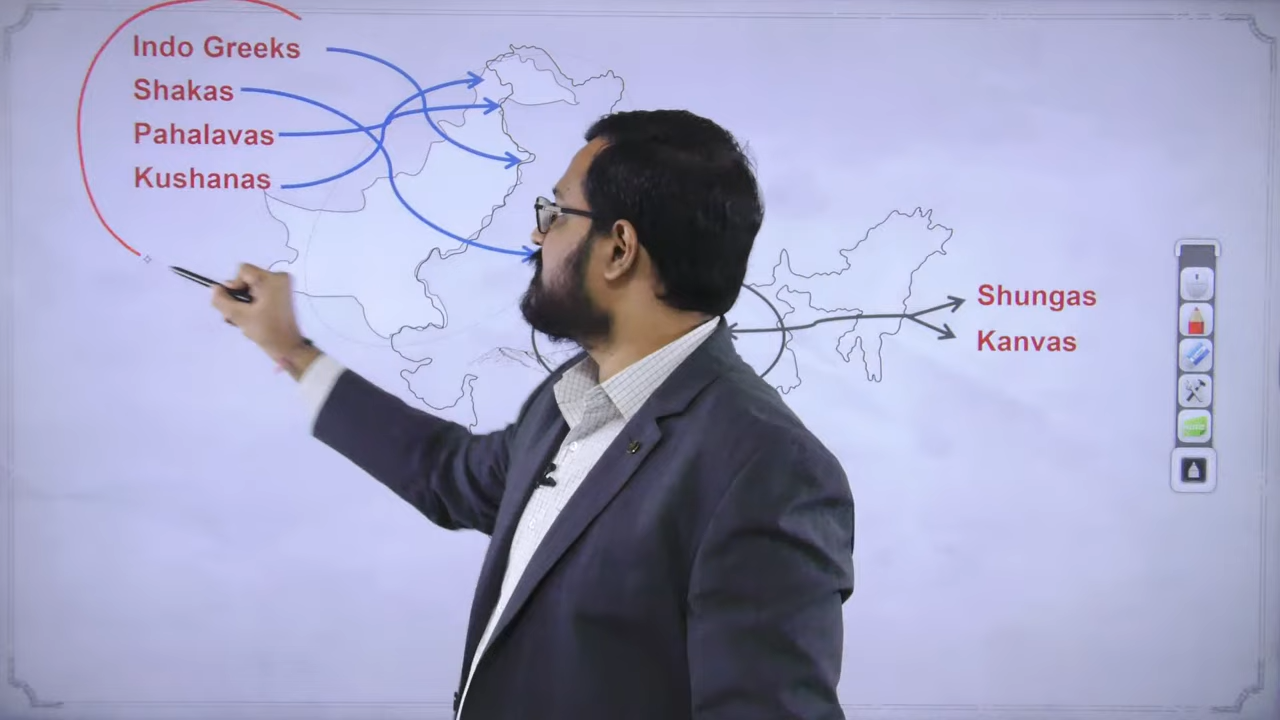 Indo Greeks
Shakas
Pahalavas
Kushanas
Shungas
Kanvas